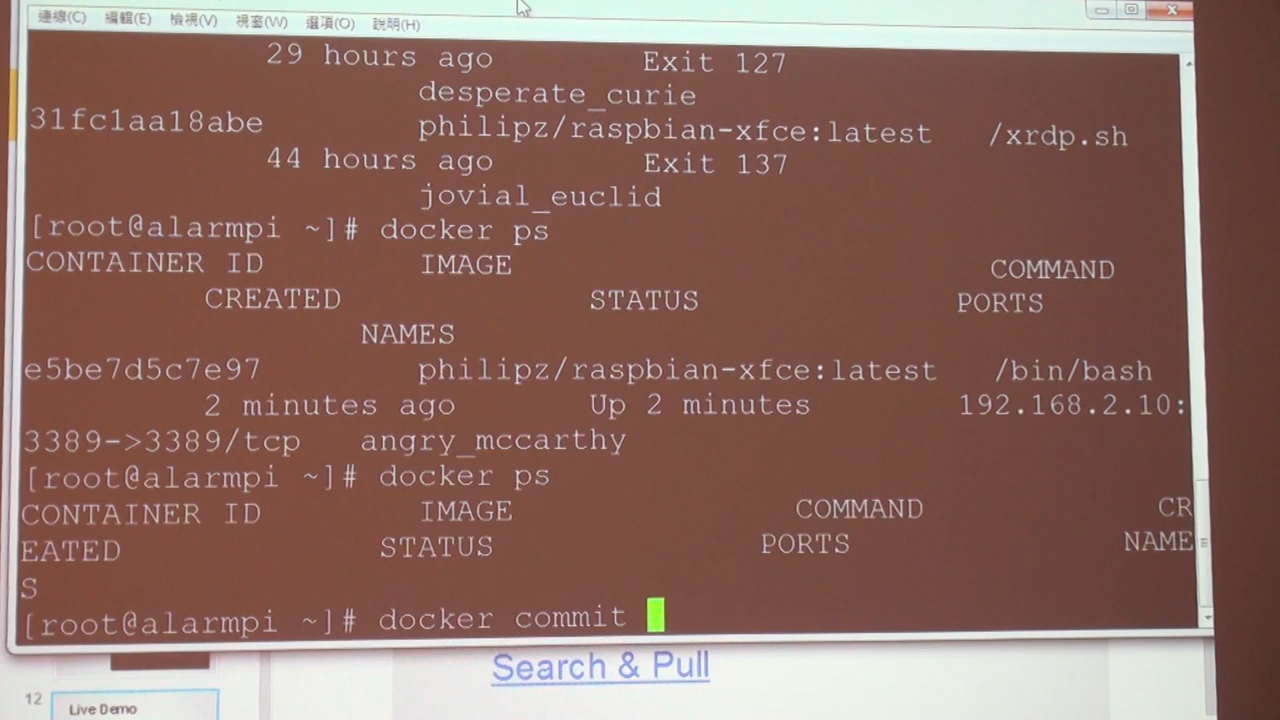 連線(C) 編輯(E) 檢視(V) 視窗(W) 選項(O) 說明(H)
29 hours ago Exit 127
desperate_curie
31fc1aa18abe philipz/raspbian-xfce:latest /xrdp.sh
44 hours ago Exit 137
jovial_euclid
[root@alarmpi ~]# docker ps
CONTAINER ID IMAGE COMMAND
CREATED STATUS PORTS
NAMES
e5be7d5c7e97 philipz/raspbian-xfce:latest /bin/bash
2 minutes ago Up 2 minutes 192.168.2.10:
3389->3389/tcp angry_mccarthy
[root@alarmpi ~]# docker ps
CONTAINER ID IMAGE COMMAND CR
EATED STATUS PORTS NAME
S
[root@alarmpi ~]# docker commit
Search & Pull
12
Live Demo